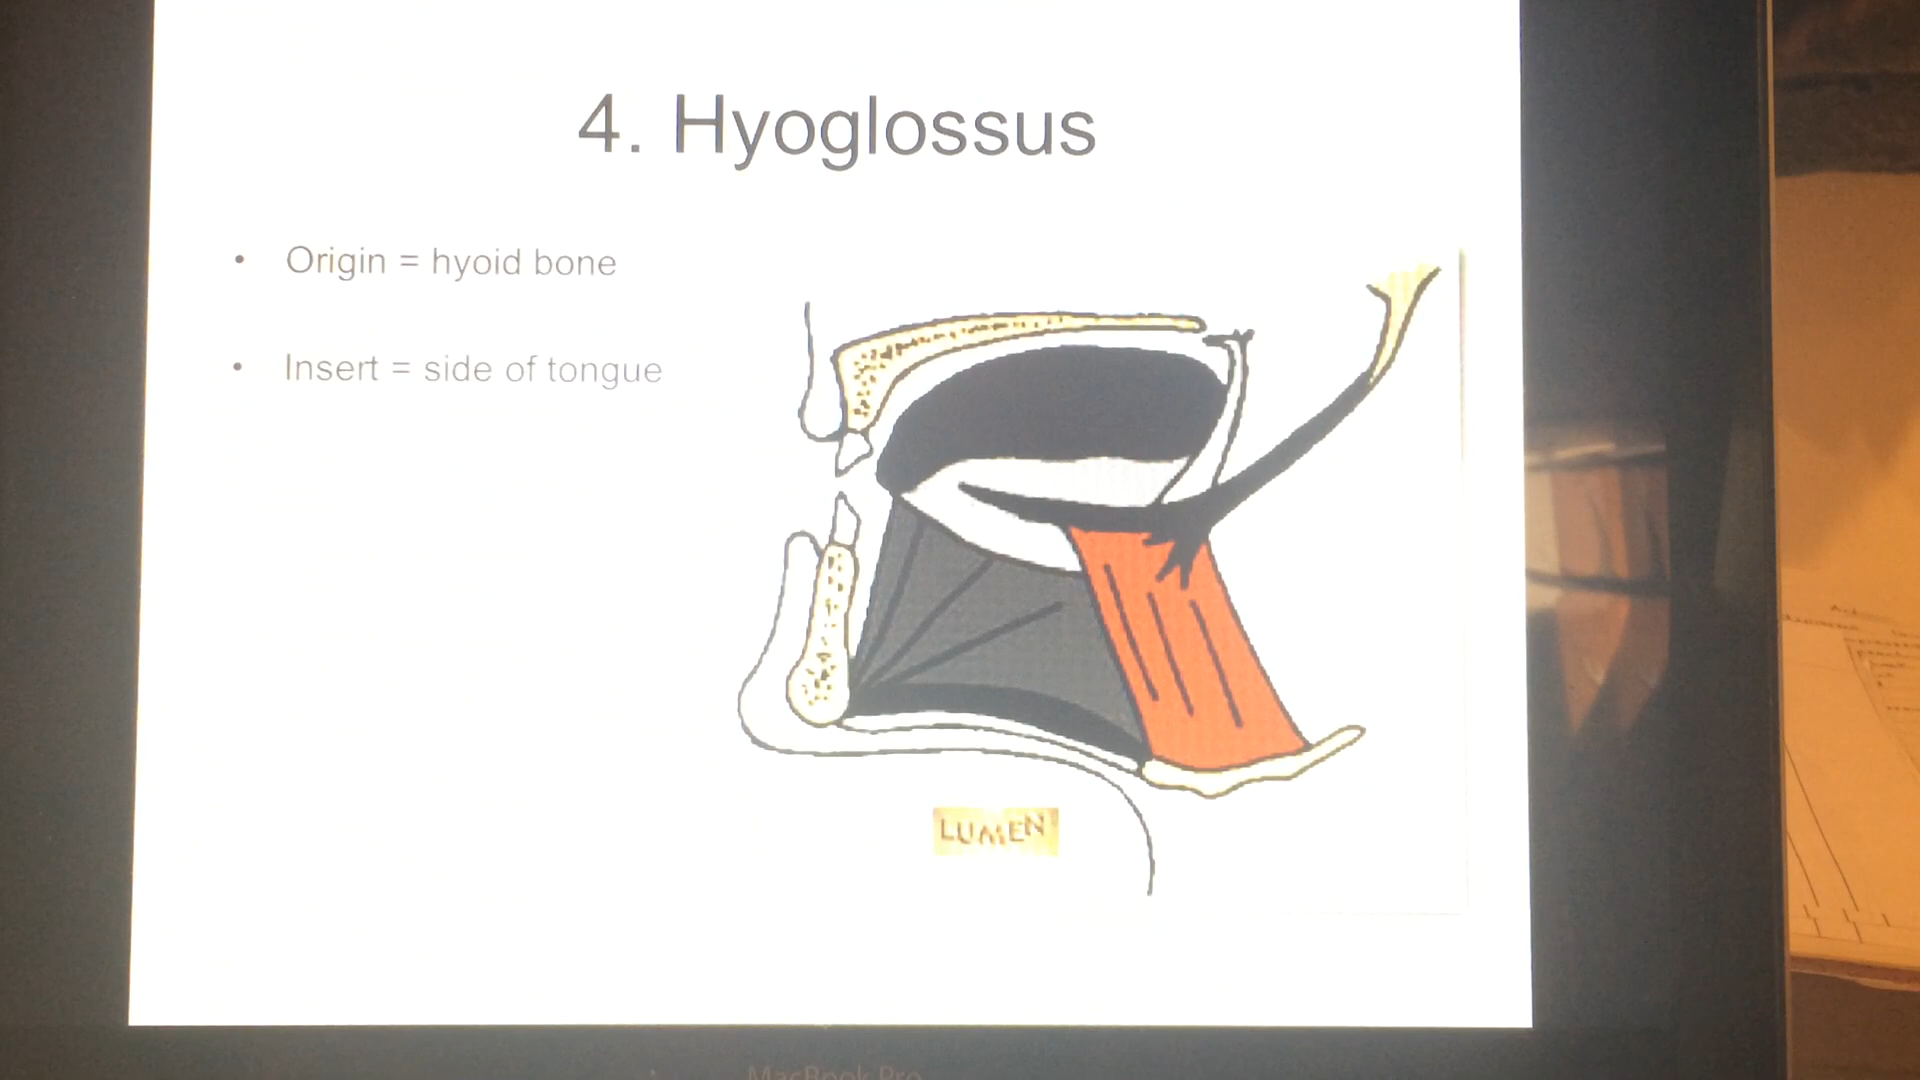 4. Hyoglossus
• Origin = hyoid bone
• Insert = side of tongue
LUMEN
MacBook Pro